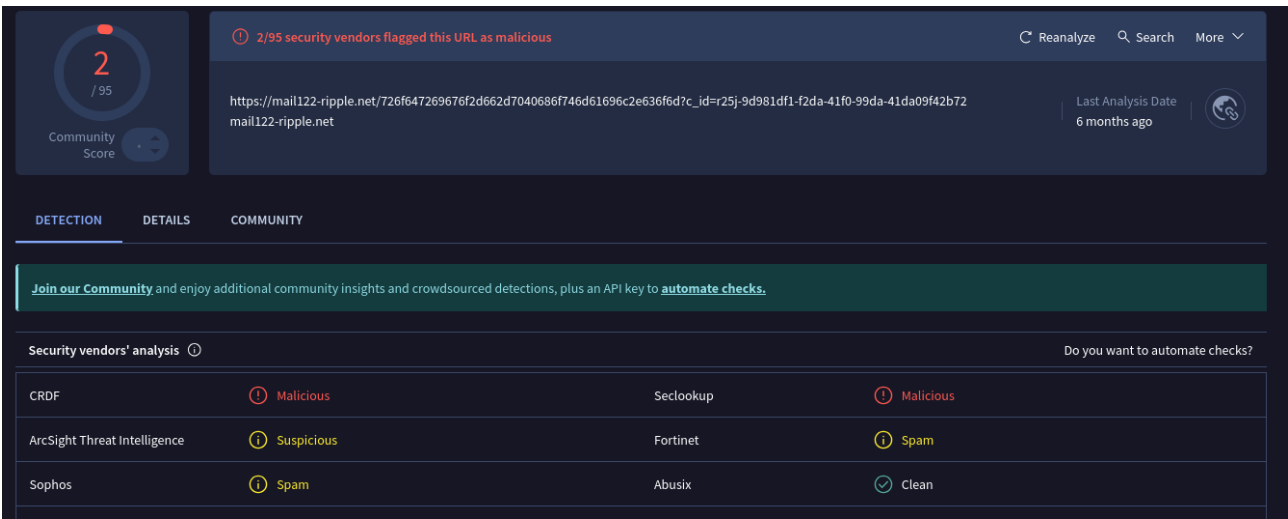 2
/ 95
Community
Score
2/95 security vendors flagged this URL as malicious
Reanalyze Search More
https://mail122-ripple.net/726f647269676f2d662d7040686f746d61696c2e636f6d?c_id=r25j-9d981df1-f2da-41f0-99da-41da09f42b72
mail122-ripple.net
Last Analysis Date
6 months ago
DETECTION DETAILS COMMUNITY
Join our Community and enjoy additional community insights and crowdsourced detections, plus an API key to automate checks.
Security vendors' analysis Do you want to automate checks?
CRDF Malicious Seclookup Malicious
ArcSight Threat Intelligence Suspicious Fortinet Spam
Sophos Spam Abusix Clean